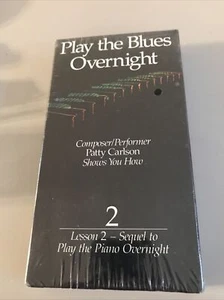 Play the Blues
Overnight
Composer/Performer
Patty Carlson
Shows You How
2
Lesson 2 – Sequel to
Play the Piano Overnight